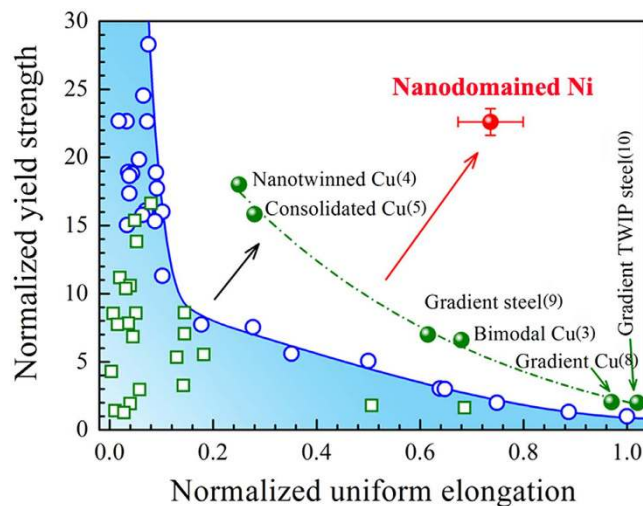 30
25
20
15
10
5
0
Normalized yield strength
Nanodomained Ni
Nanotwinned Cu(4)
Consolidated Cu(5)
Gradient steel(9)
Bimodal Cu(3)
Gradient Cu(8)
Gradient TWIP steel(10)
0.0 0.2 0.4 0.6 0.8 1.0
Normalized uniform elongation